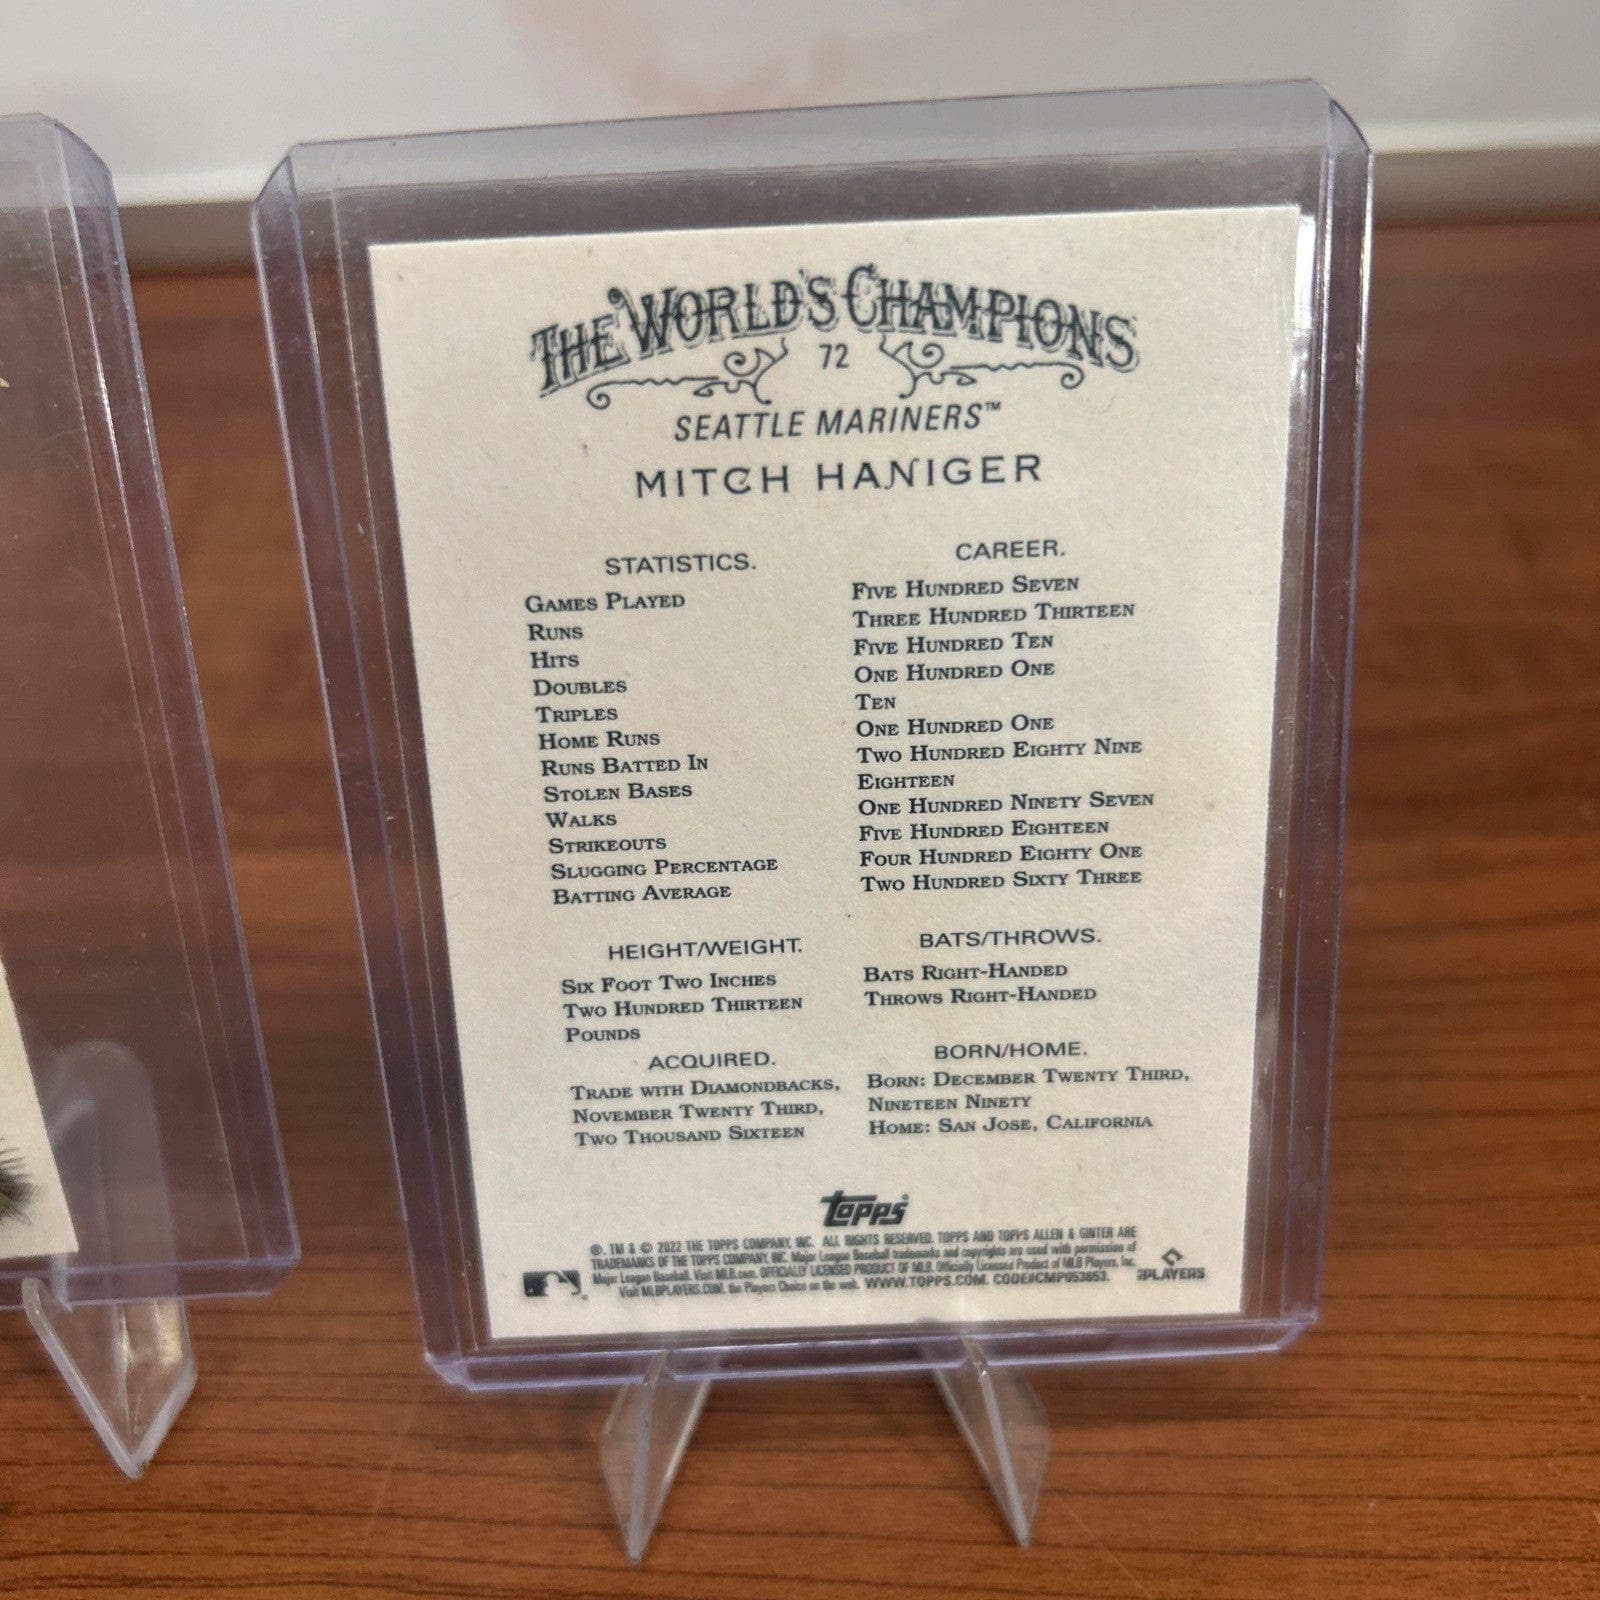 THE WORLD'S CHAMPIONS
72
SEATTLE MARINERS™
MITCH HANIGER
STATISTICS. CAREER.
GAMES PLAYED FIVE HUNDRED SEVEN
RUNS THREE HUNDRED THIRTEEN
HITS FIVE HUNDRED TEN
DOUBLES ONE HUNDRED ONE
TRIPLES TEN
HOME RUNS ONE HUNDRED ONE
RUNS BATTED IN TWO HUNDRED EIGHTY NINE
STOLEN BASES EIGHTEEN
WALKS ONE HUNDRED NINETY SEVEN
STRIKEOUTS FIVE HUNDRED EIGHTEEN
SLUGGING PERCENTAGE FOUR HUNDRED EIGHTY ONE
BATTING AVERAGE TWO HUNDRED SIXTY THREE
HEIGHT/WEIGHT.
SIX FOOT TWO INCHES
TWO HUNDRED THIRTEEN
POUNDS
BATS/THROWS.
BATS RIGHT-HANDED
THROWS RIGHT-HANDED
ACQUIRED.
TRADE WITH DIAMONDBACKS,
NOVEMBER TWENTY THIRD,
TWO THOUSAND SIXTEEN
BORN/HOME.
BORN: DECEMBER TWENTY THIRD,
NINETEEN NINETY
HOME: SAN JOSE, CALIFORNIA
topps®
®, TM & © 2022 THE TOPPS COMPANY, INC. ALL RIGHTS RESERVED. TOPPS AND TOPPS ALLEN & GINTER ARE
TRADEMARKS OF THE TOPPS COMPANY, INC. Major League Baseball trademarks and copyrights are used with permission of
Major League Baseball. Visit MLB.com. OFFICIALLY LICENSED PRODUCT OF MLB Officially Licensed Product of MLB Players, Inc.
Visit MLBPLAYERS.COM, the Players Choice on the web. WWW.TOPPS.COM. CODE#CMP053853.
PLAYERS